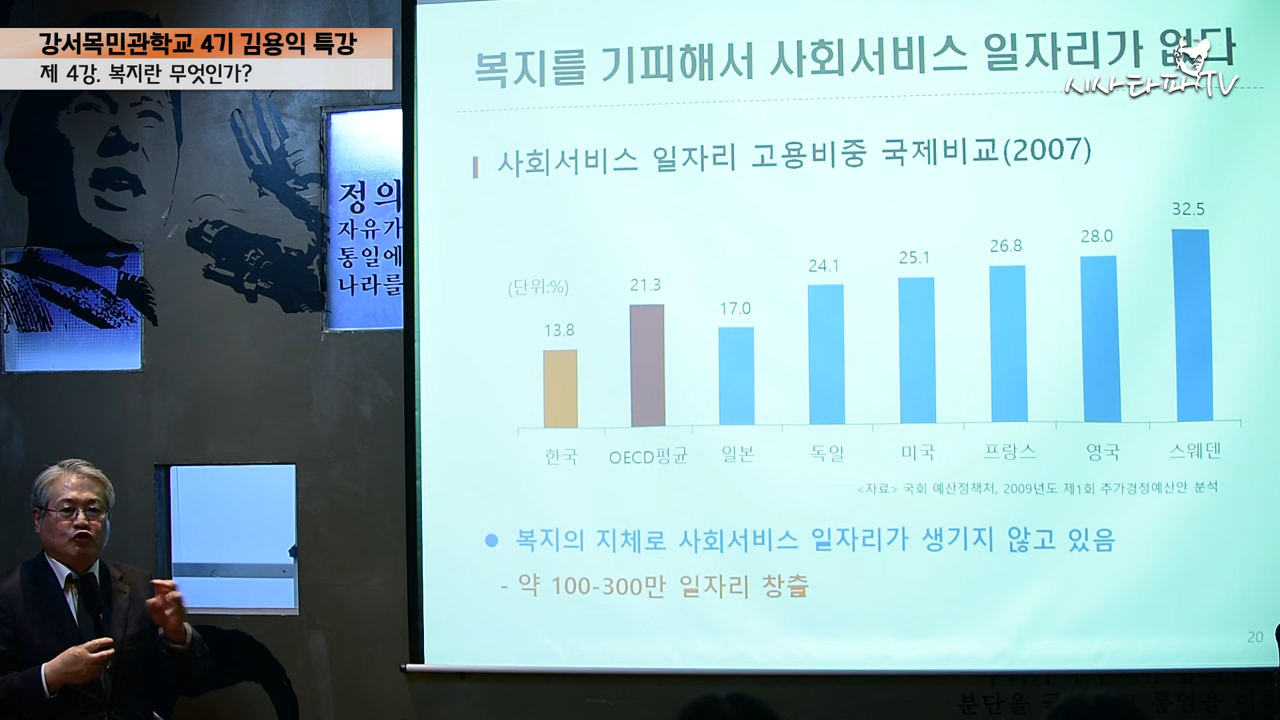 강서목민관학교 4기 김용익 특강
제 4강. 복지란 무엇인가?
복지를 기피해서 사회서비스 일자리가 없다
시사타파TV
사회서비스 일자리 고용비중 국제비교(2007)
(단위:%)
13.8
21.3
17.0
24.1
25.1
26.8
28.0
32.5
한국
OECD평균
일본
독일
미국
프랑스
영국
스웨덴
<자료> 국회 예산정책처, 2009년도 제1회 추가경정예산안 분석
복지의 지체로 사회서비스 일자리가 생기지 않고 있음
- 약 100-300만 일자리 창출
20
정의
자유가
통일에
나라를
분단을
통일을